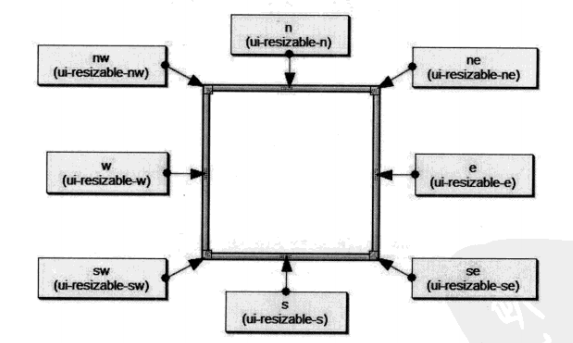 n
(ui-resizable-n)
nw
(ui-resizable-nw)
ne
(ui-resizable-ne)
w
(ui-resizable-w)
e
(ui-resizable-e)
sw
(ui-resizable-sw)
se
(ui-resizable-se)
s
(ui-resizable-s)